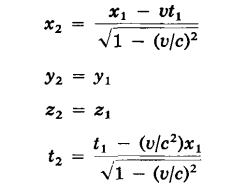 x₂ = (x₁ − vt₁) / √(1 − (v/c)²)
y₂ = y₁
z₂ = z₁
t₂ = (t₁ − (v/c²)x₁) / √(1 − (v/c)²)